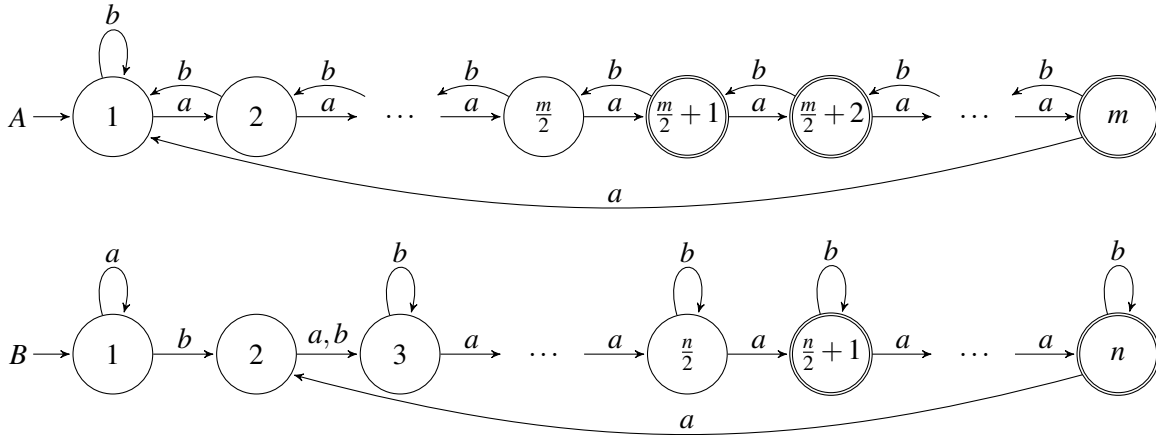 b
b b b b b b
A 1 a 2 a ⋯ a m/2 a m/2 + 1 a m/2 + 2 a ⋯ a m
a
a b b b b
B 1 b 2 a, b 3 a ⋯ a n/2 a n/2 + 1 a ⋯ a n
a